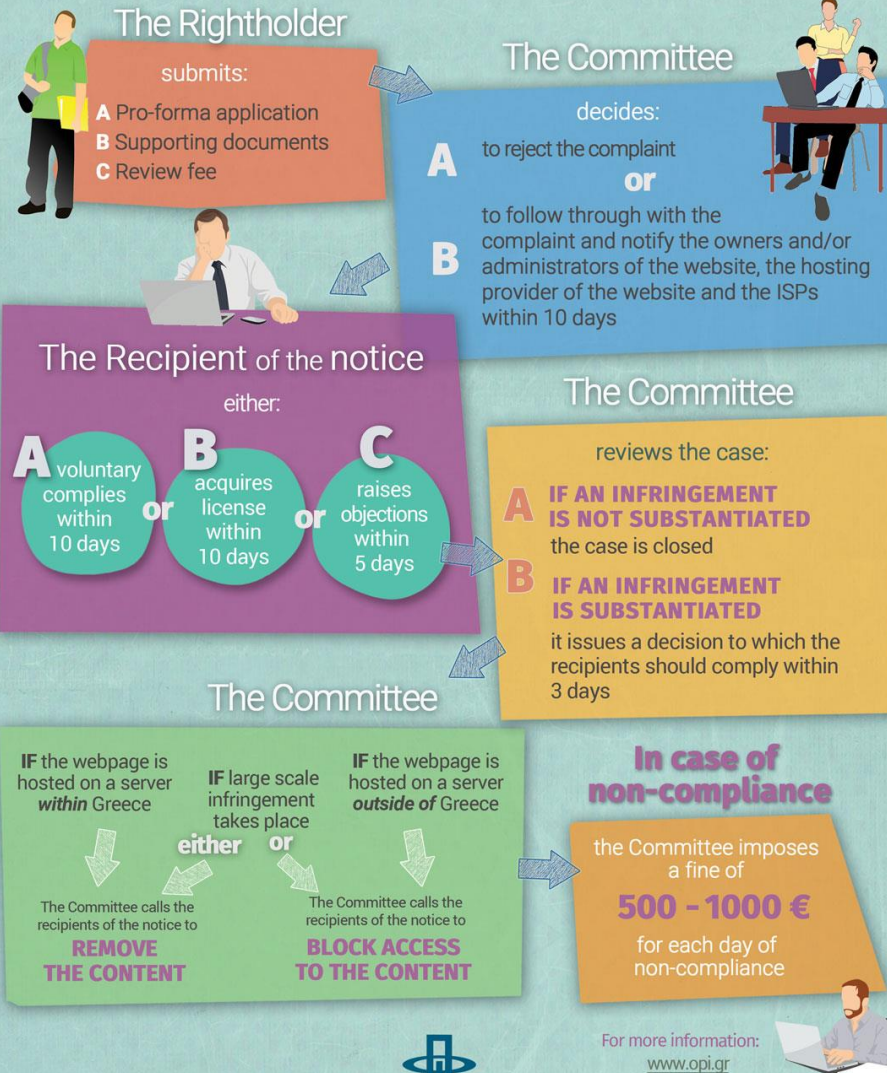 The Rightholder
submits:
A Pro-forma application
B Supporting documents
C Review fee
The Committee
decides:
A to reject the complaint
or
B to follow through with the
complaint and notify the owners and/or
administrators of the website, the hosting
provider of the website and the ISPs
within 10 days
The Recipient of the notice
either:
A voluntary
complies
within
10 days
or
B acquires
license
within
10 days
or
C raises
objections
within
5 days
The Committee
reviews the case:
A IF AN INFRINGEMENT
IS NOT SUBSTANTIATED
the case is closed
B IF AN INFRINGEMENT
IS SUBSTANTIATED
it issues a decision to which the
recipients should comply within
3 days
The Committee
IF the webpage is
hosted on a server
within Greece
IF large scale
infringement
takes place
either or
IF the webpage is
hosted on a server
outside of Greece
The Committee calls the
recipients of the notice to
REMOVE
THE CONTENT
The Committee calls the
recipients of the notice to
BLOCK ACCESS
TO THE CONTENT
In case of
non-compliance
the Committee imposes
a fine of
500 - 1000 €
for each day of
non-compliance
For more information:
www.opi.gr